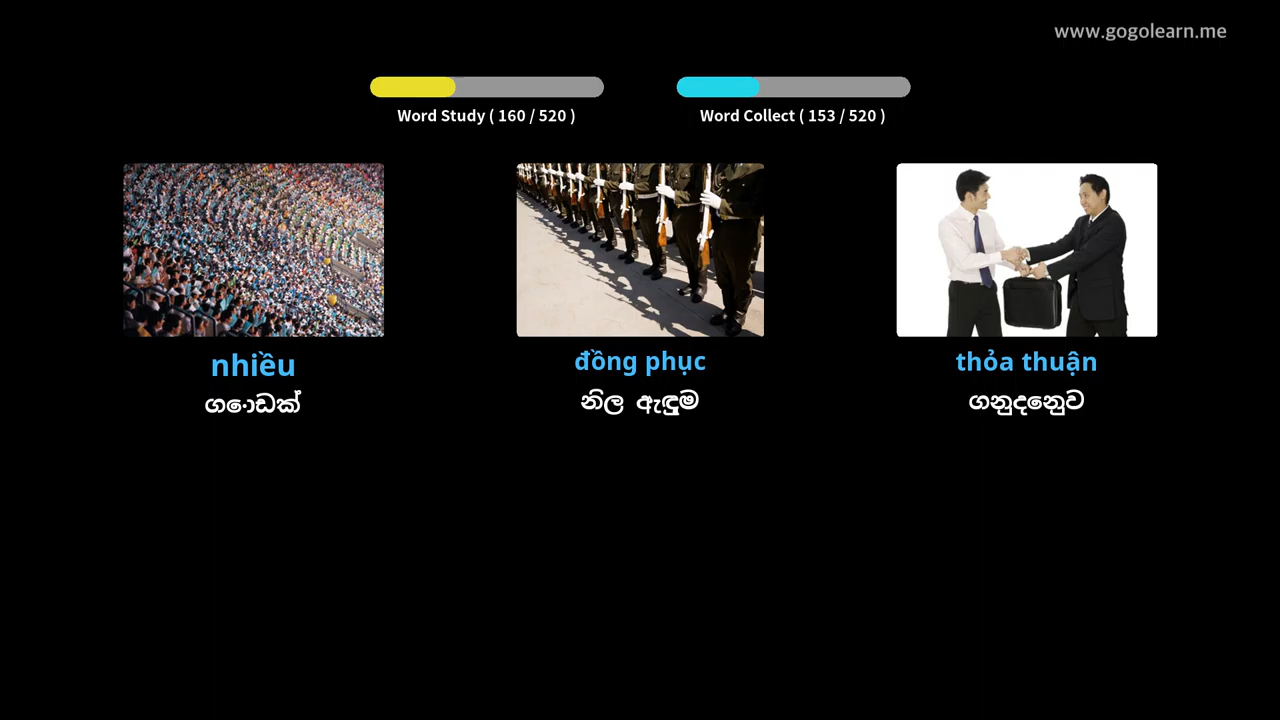 www.gogolearn.me
Word Study ( 160 / 520 )
Word Collect ( 153 / 520 )
nhiều
ගොඩක්
đồng phục
නිල ඇඳුම
thỏa thuận
ගනුදෙනුව